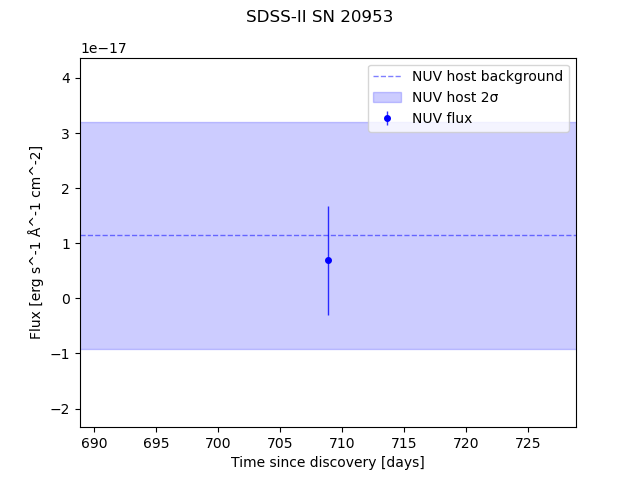 SDSS-II SN 20953
1e−17
NUV host background
NUV host 2σ
NUV flux
4
3
2
1
0
−1
−2
Flux [erg s^-1 Å^-1 cm^-2]
690 695 700 705 710 715 720 725
Time since discovery [days]